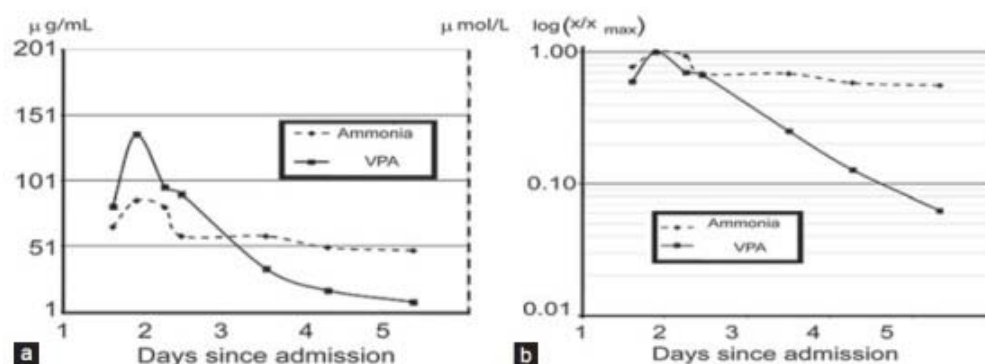 μ g/mL
μ mol/L
201
151
101
51
1
Ammonia
VPA
1 2 3 4 5
Days since admission
a
log(x/x max)
1.00
0.10
0.01
Ammonia
VPA
1 2 3 4 5
Days since admission
b